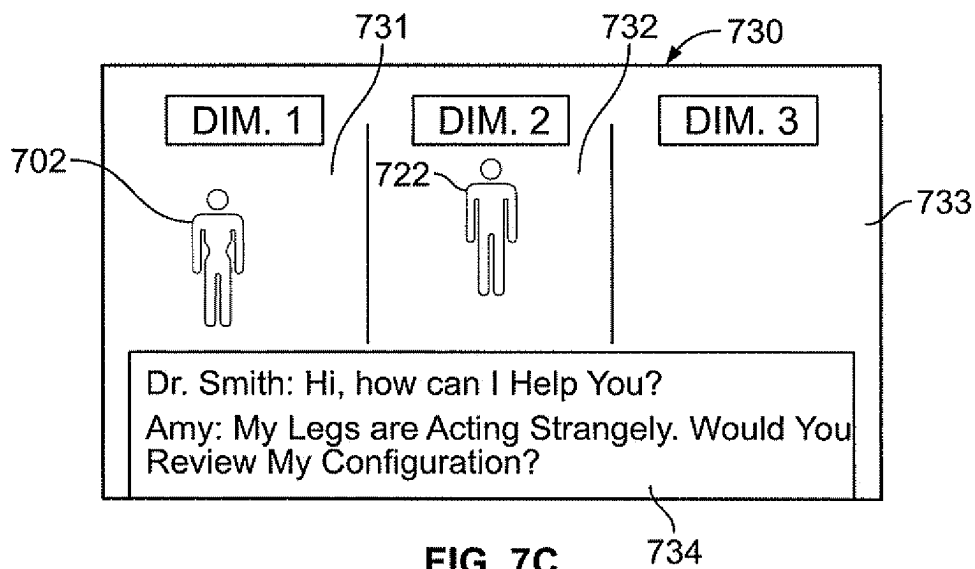 731 732 730
DIM. 1 DIM. 2 DIM. 3
702 722
733
Dr. Smith: Hi, how can I Help You?
Amy: My Legs are Acting Strangely. Would You
Review My Configuration?
734
FIG. 7C